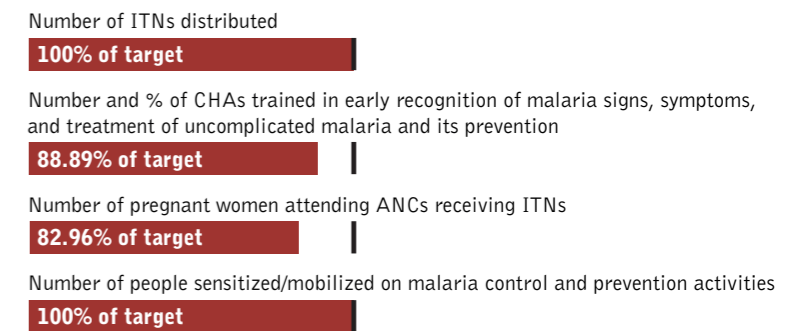 Number of ITNs distributed
100% of target
Number and % of CHAs trained in early recognition of malaria signs, symptoms,
and treatment of uncomplicated malaria and its prevention
88.89% of target
Number of pregnant women attending ANCs receiving ITNs
82.96% of target
Number of people sensitized/mobilized on malaria control and prevention activities
100% of target